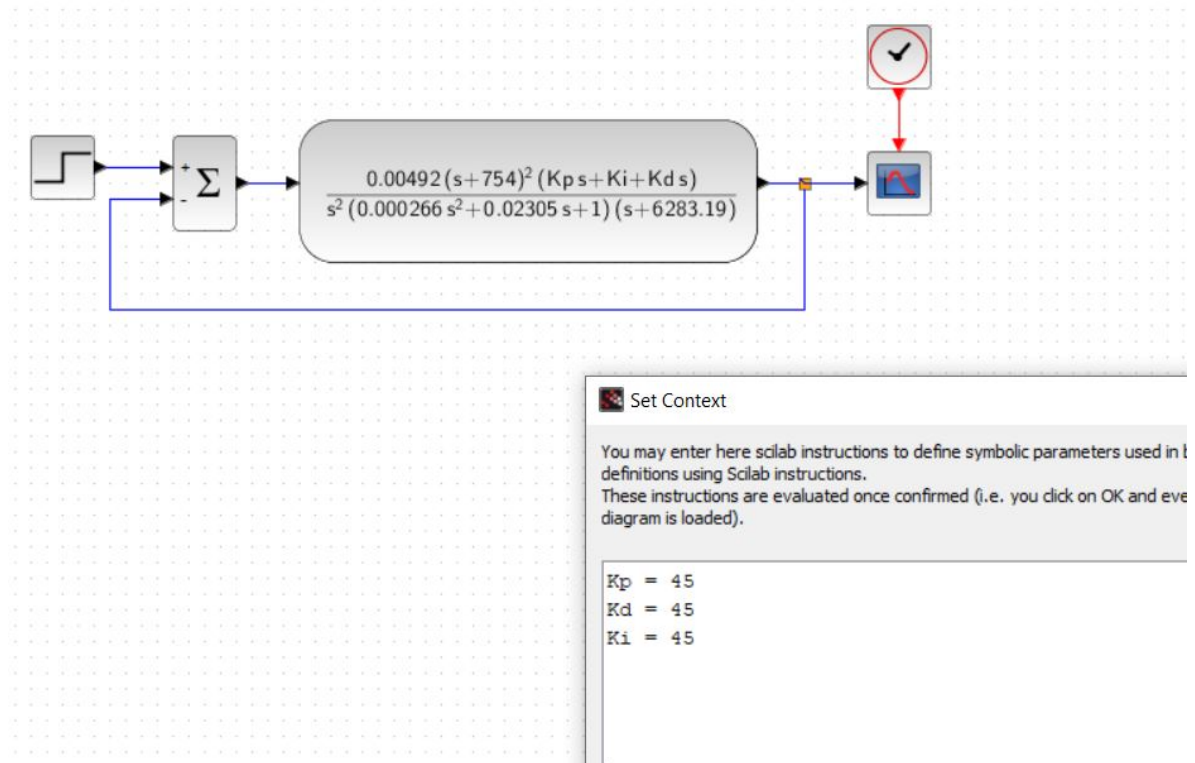 +
Σ
-
0.00492 (s+754)² (Kp s+Ki+Kd s)
s² (0.000266 s²+0.02305 s+1) (s+6283.19)
Set Context
You may enter here scilab instructions to define symbolic parameters used in
definitions using Scilab instructions.
These instructions are evaluated once confirmed (i.e. you click on OK and eve
diagram is loaded).
Kp = 45
Kd = 45
Ki = 45